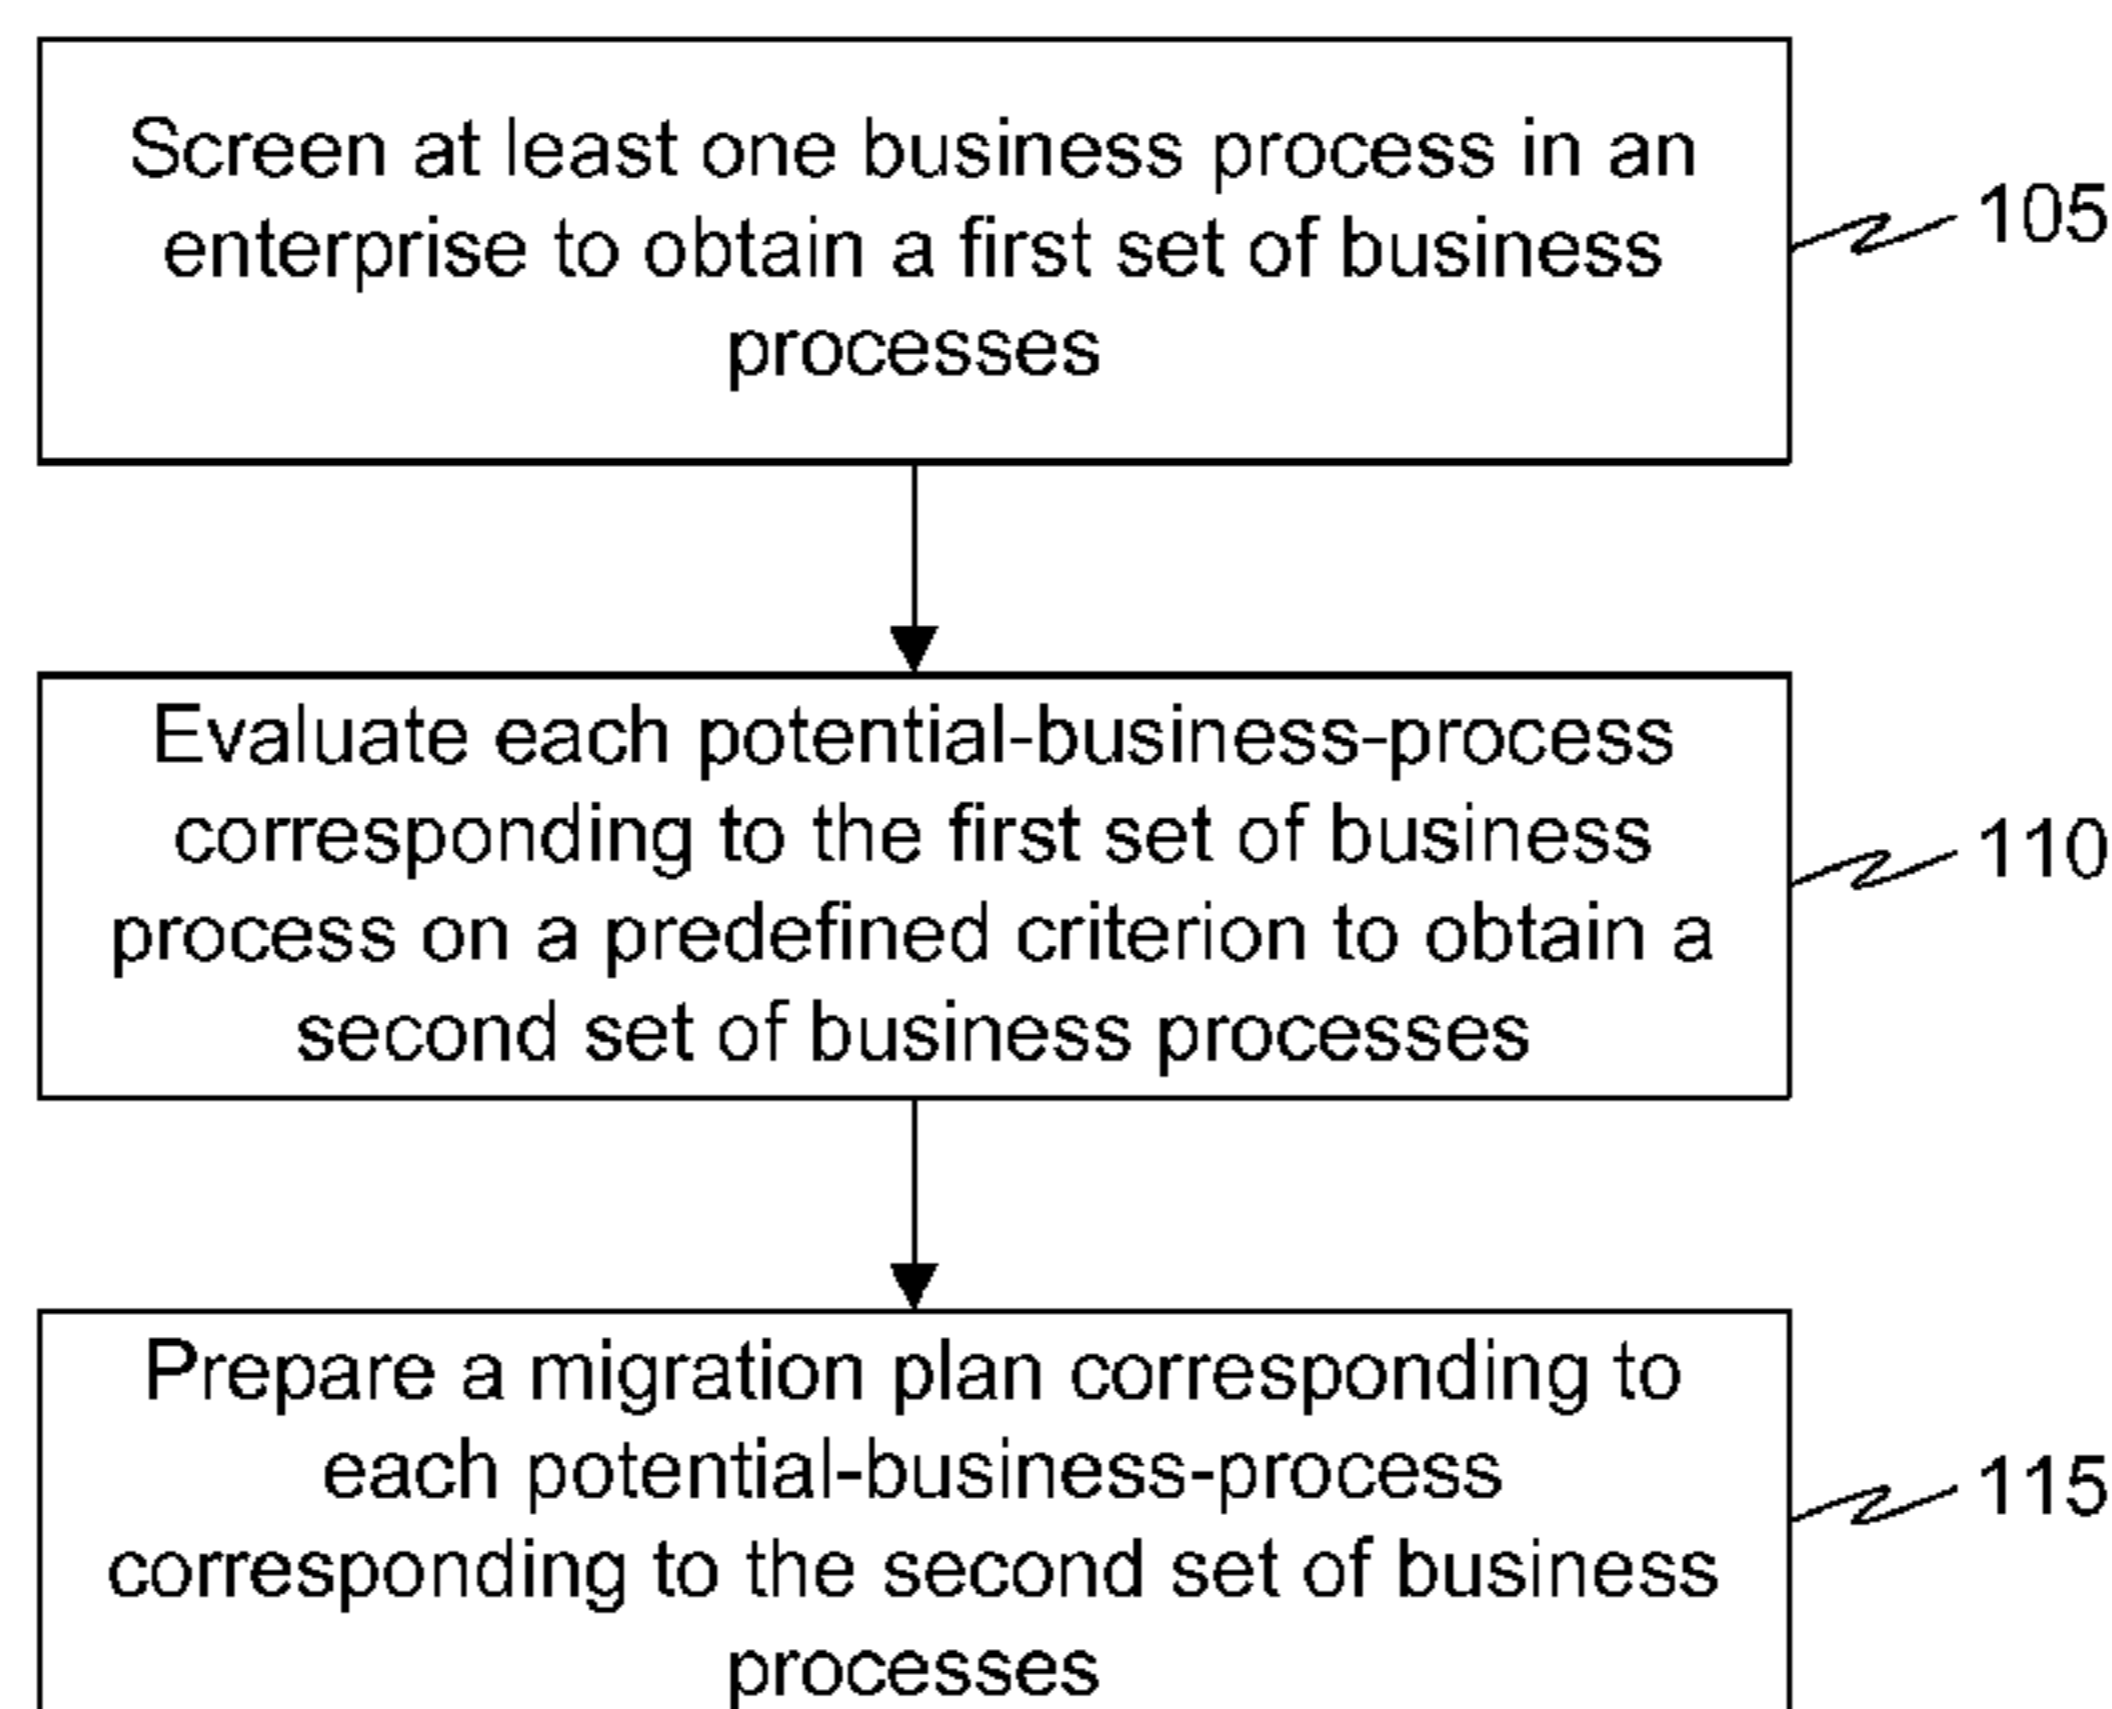 Screen at least one business process in an
enterprise to obtain a first set of business
processes
105
Evaluate each potential-business-process
corresponding to the first set of business
process on a predefined criterion to obtain a
second set of business processes
110
Prepare a migration plan corresponding to
each potential-business-process
corresponding to the second set of business
processes
115